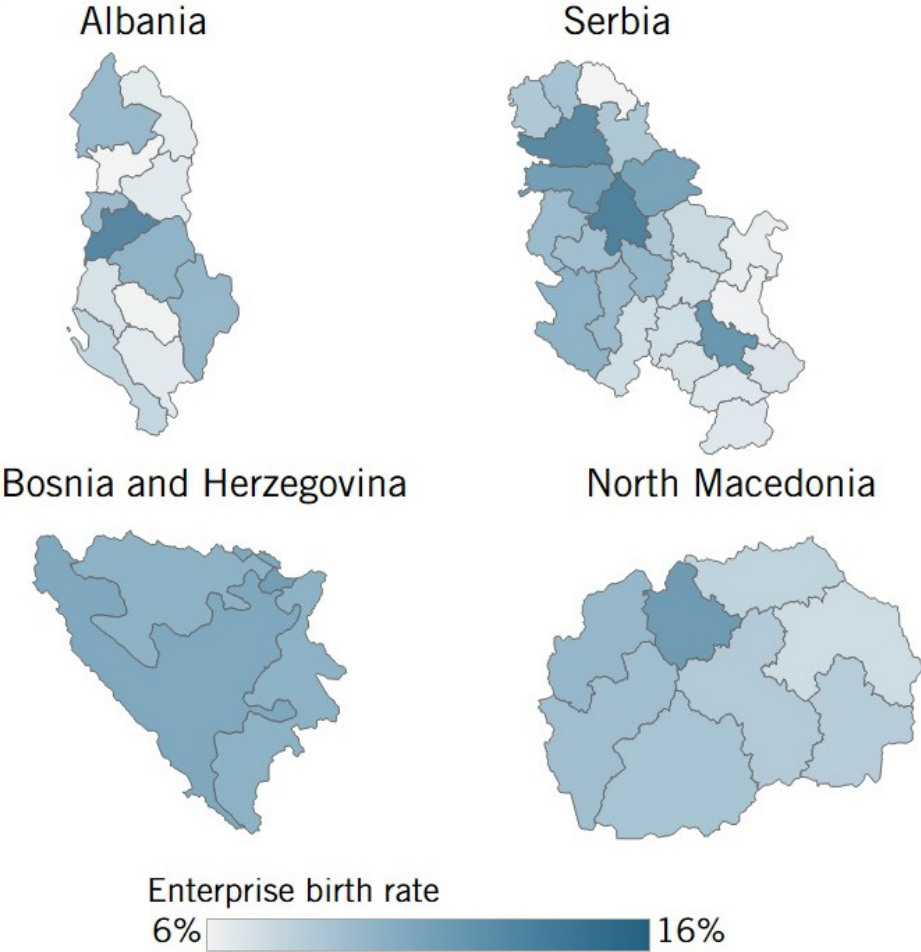 Albania
Serbia
Bosnia and Herzegovina
North Macedonia
Enterprise birth rate
6%
16%